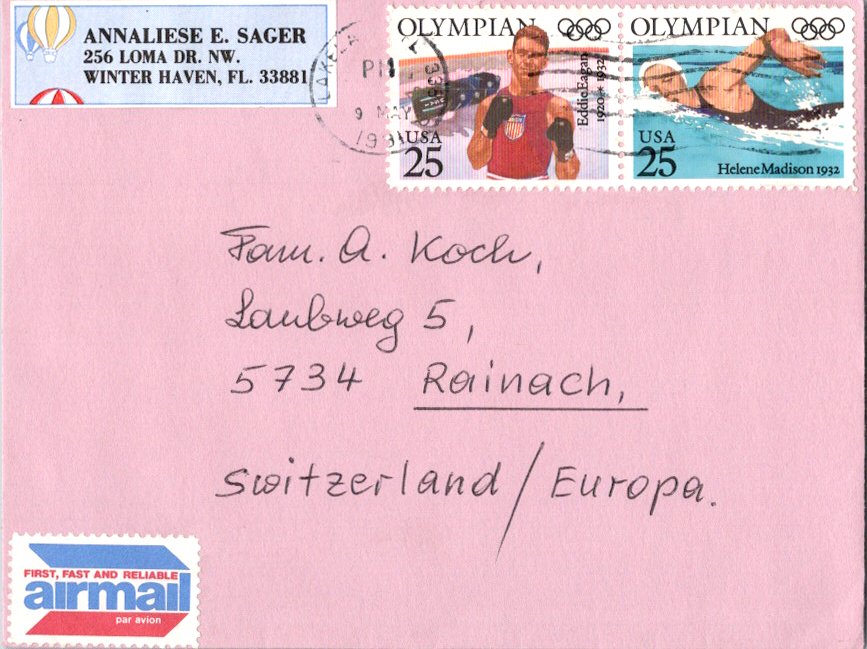 ANNALIESE E. SAGER
256 LOMA DR. NW.
WINTER HAVEN, FL. 33881
PM
9 MAY
OLYMPIAN
Eddie Eagan
1920 * 1932
USA
25
OLYMPIAN
USA
25
Helene Madison 1932
Fam. A. Koch,
Laubweg 5,
5734 Rainach,
Switzerland / Europa.
FIRST, FAST AND RELIABLE
airmail
par avion